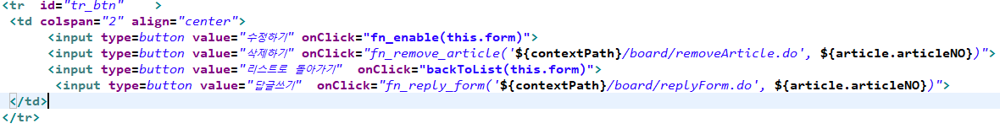 <tr  id="tr_btn"    >
 <td colspan="2" align="center">
      <input type=button value="수정하기" onClick="fn_enable(this.form)">
      <input type=button value="삭제하기" onClick="fn_remove_article('${contextPath}/board/removeArticle.do', ${article.articleNO})">
      <input type=button value="리스트로 돌아가기"  onClick="backToList(this.form)">
       <input type=button value="답글쓰기"  onClick="fn_reply_form('${contextPath}/board/replyForm.do', ${article.articleNO})">
 </td>
</tr>